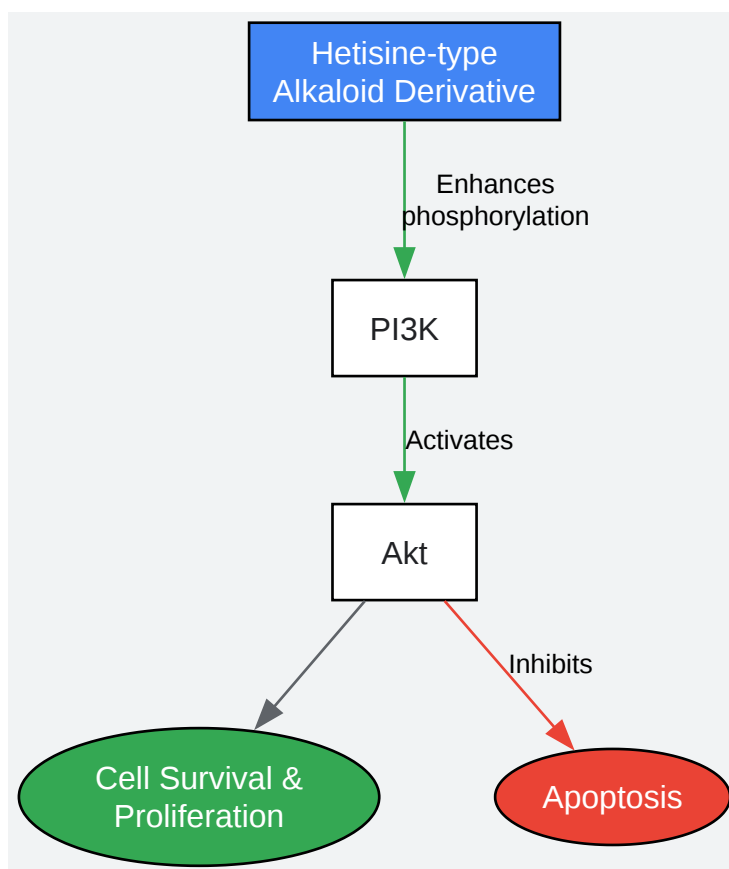 Hetisine-type
Alkaloid Derivative
Enhances
phosphorylation
PI3K
Activates
Akt
Inhibits
Cell Survival &
Proliferation
Apoptosis